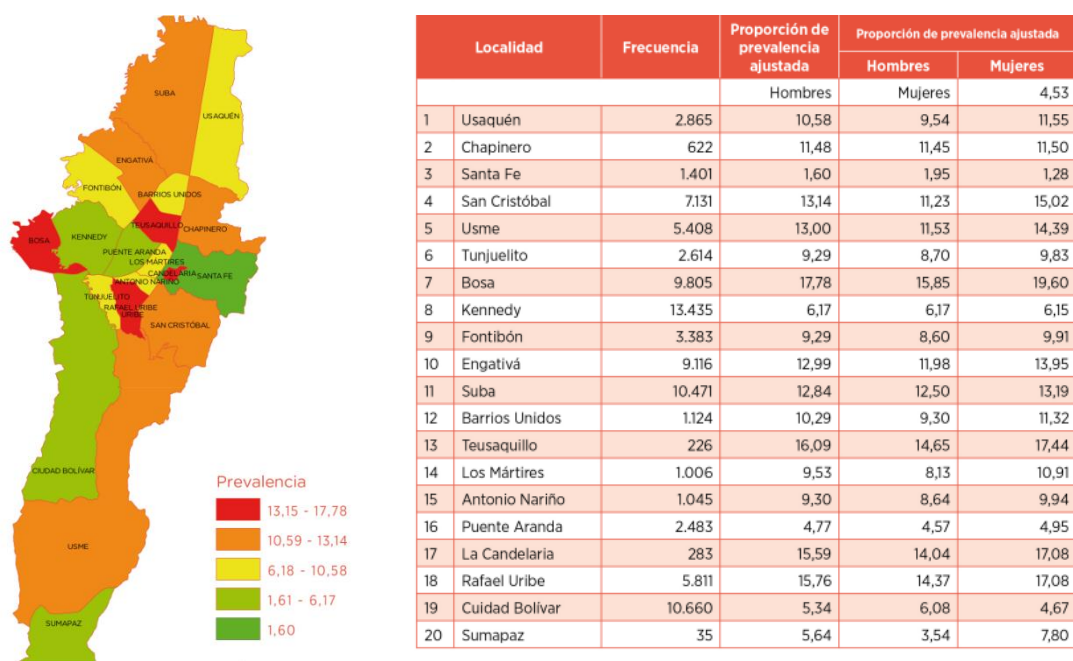 SUBA
USAQUÉN
ENGATIVÁ
FONTIBÓN
BARRIOS UNIDOS
TEUSAQUILLO
CHAPINERO
BOSA
KENNEDY
PUENTE ARANDA
LOS MÁRTIRES
CANDELARIA
SANTA FE
ANTONIO NARIÑO
TUNJUELITO
RAFAEL URIBE
URIBE
SAN CRISTÓBAL
CIUDAD BOLÍVAR
USME
SUMAPAZ
Prevalencia
13,15 - 17,78
10,59 - 13,14
6,18 - 10,58
1,61 - 6,17
1,60
Localidad Frecuencia Proporción de prevalencia ajustada Proporción de prevalencia ajustada
Hombres Mujeres
Hombres Mujeres 4,53
1 Usaquén 2.865 10,58 9,54 11,55
2 Chapinero 622 11,48 11,45 11,50
3 Santa Fe 1.401 1,60 1,95 1,28
4 San Cristóbal 7.131 13,14 11,23 15,02
5 Usme 5.408 13,00 11,53 14,39
6 Tunjuelito 2.614 9,29 8,70 9,83
7 Bosa 9.805 17,78 15,85 19,60
8 Kennedy 13.435 6,17 6,17 6,15
9 Fontibón 3.383 9,29 8,60 9,91
10 Engativá 9.116 12,99 11,98 13,95
11 Suba 10.471 12,84 12,50 13,19
12 Barrios Unidos 1.124 10,29 9,30 11,32
13 Teusaquillo 226 16,09 14,65 17,44
14 Los Mártires 1.006 9,53 8,13 10,91
15 Antonio Nariño 1.045 9,30 8,64 9,94
16 Puente Aranda 2.483 4,77 4,57 4,95
17 La Candelaria 283 15,59 14,04 17,08
18 Rafael Uribe 5.811 15,76 14,37 17,08
19 Cuidad Bolívar 10.660 5,34 6,08 4,67
20 Sumapaz 35 5,64 3,54 7,80